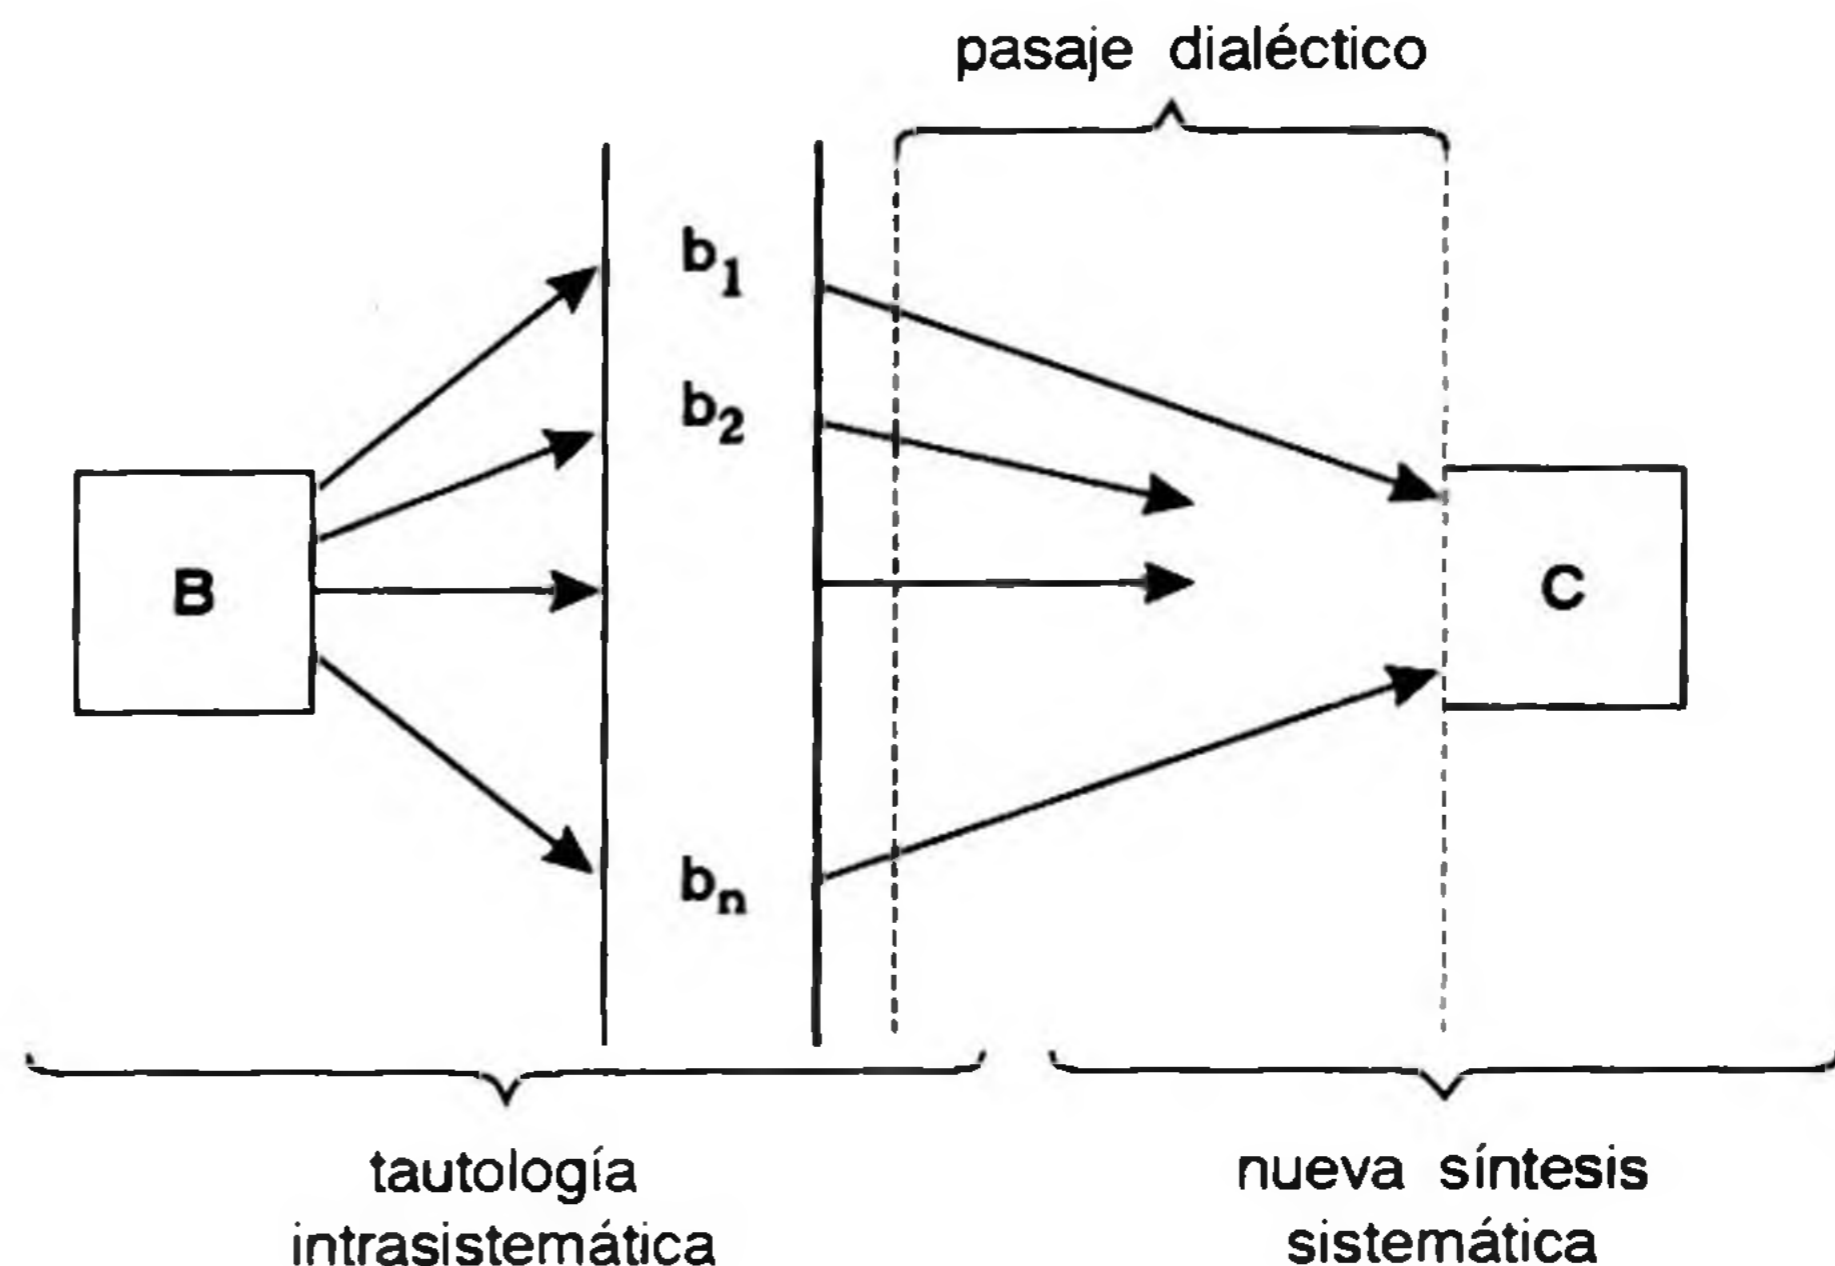 pasaje dialéctico
b₁
b₂
B
C
bₙ
tautología
intrasistemática
nueva síntesis
sistemática